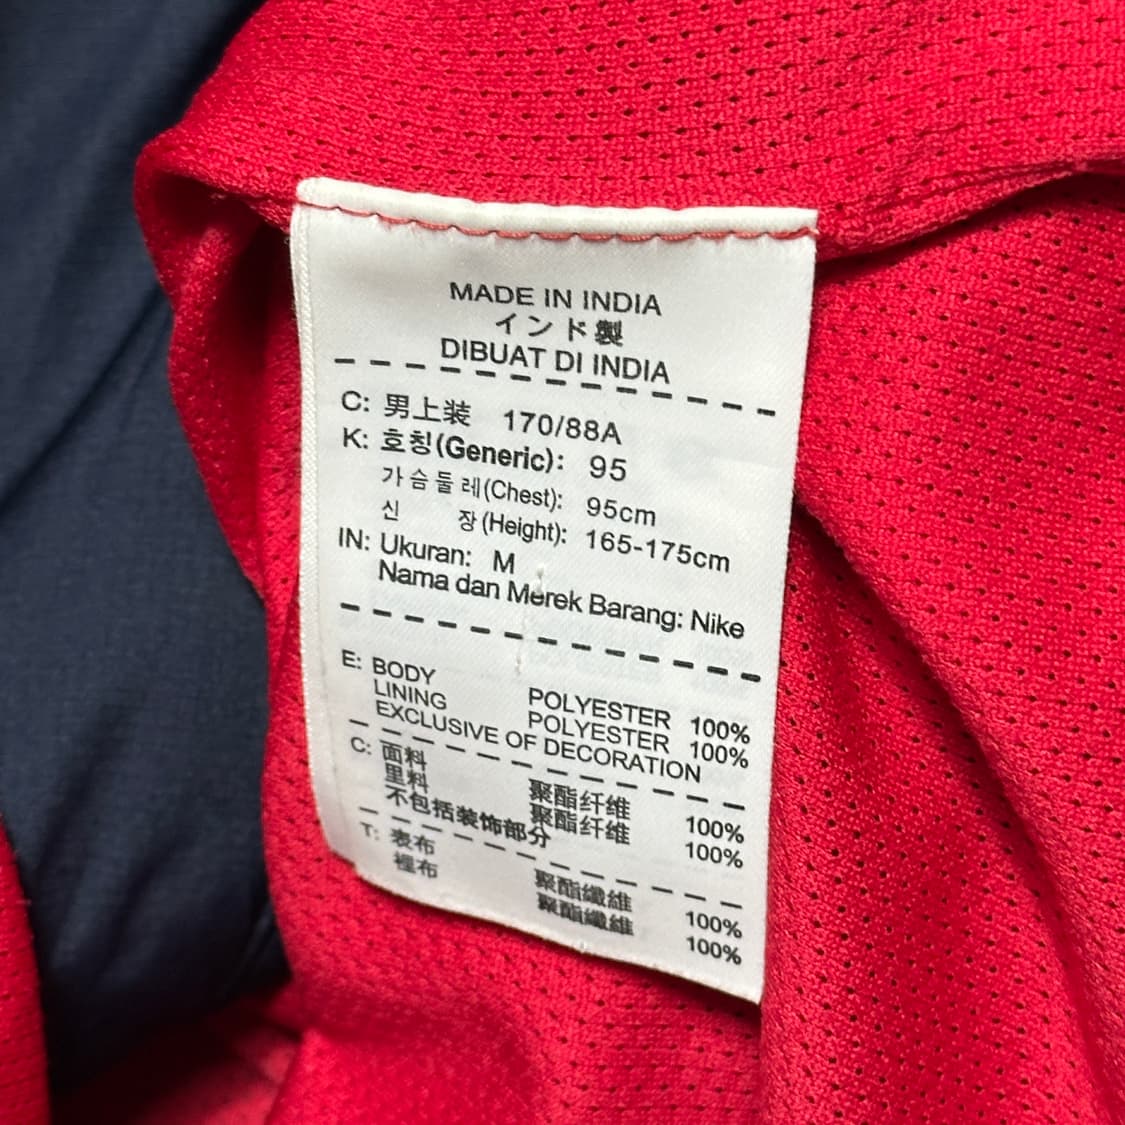 MADE IN INDIA
インド製
DIBUAT DI INDIA
C: 男上装 170/88A
K: 호칭(Generic): 95
가슴둘레(Chest): 95cm
신 장(Height): 165-175cm
IN: Ukuran: M
Nama dan Merek Barang: Nike
E: BODY POLYESTER 100%
LINING POLYESTER 100%
EXCLUSIVE OF DECORATION
C: 面料 聚酯纤维 100%
里料 聚酯纤维 100%
不包括装饰部分
T: 表布 聚酯纖維 100%
裡布 聚酯纖維 100%